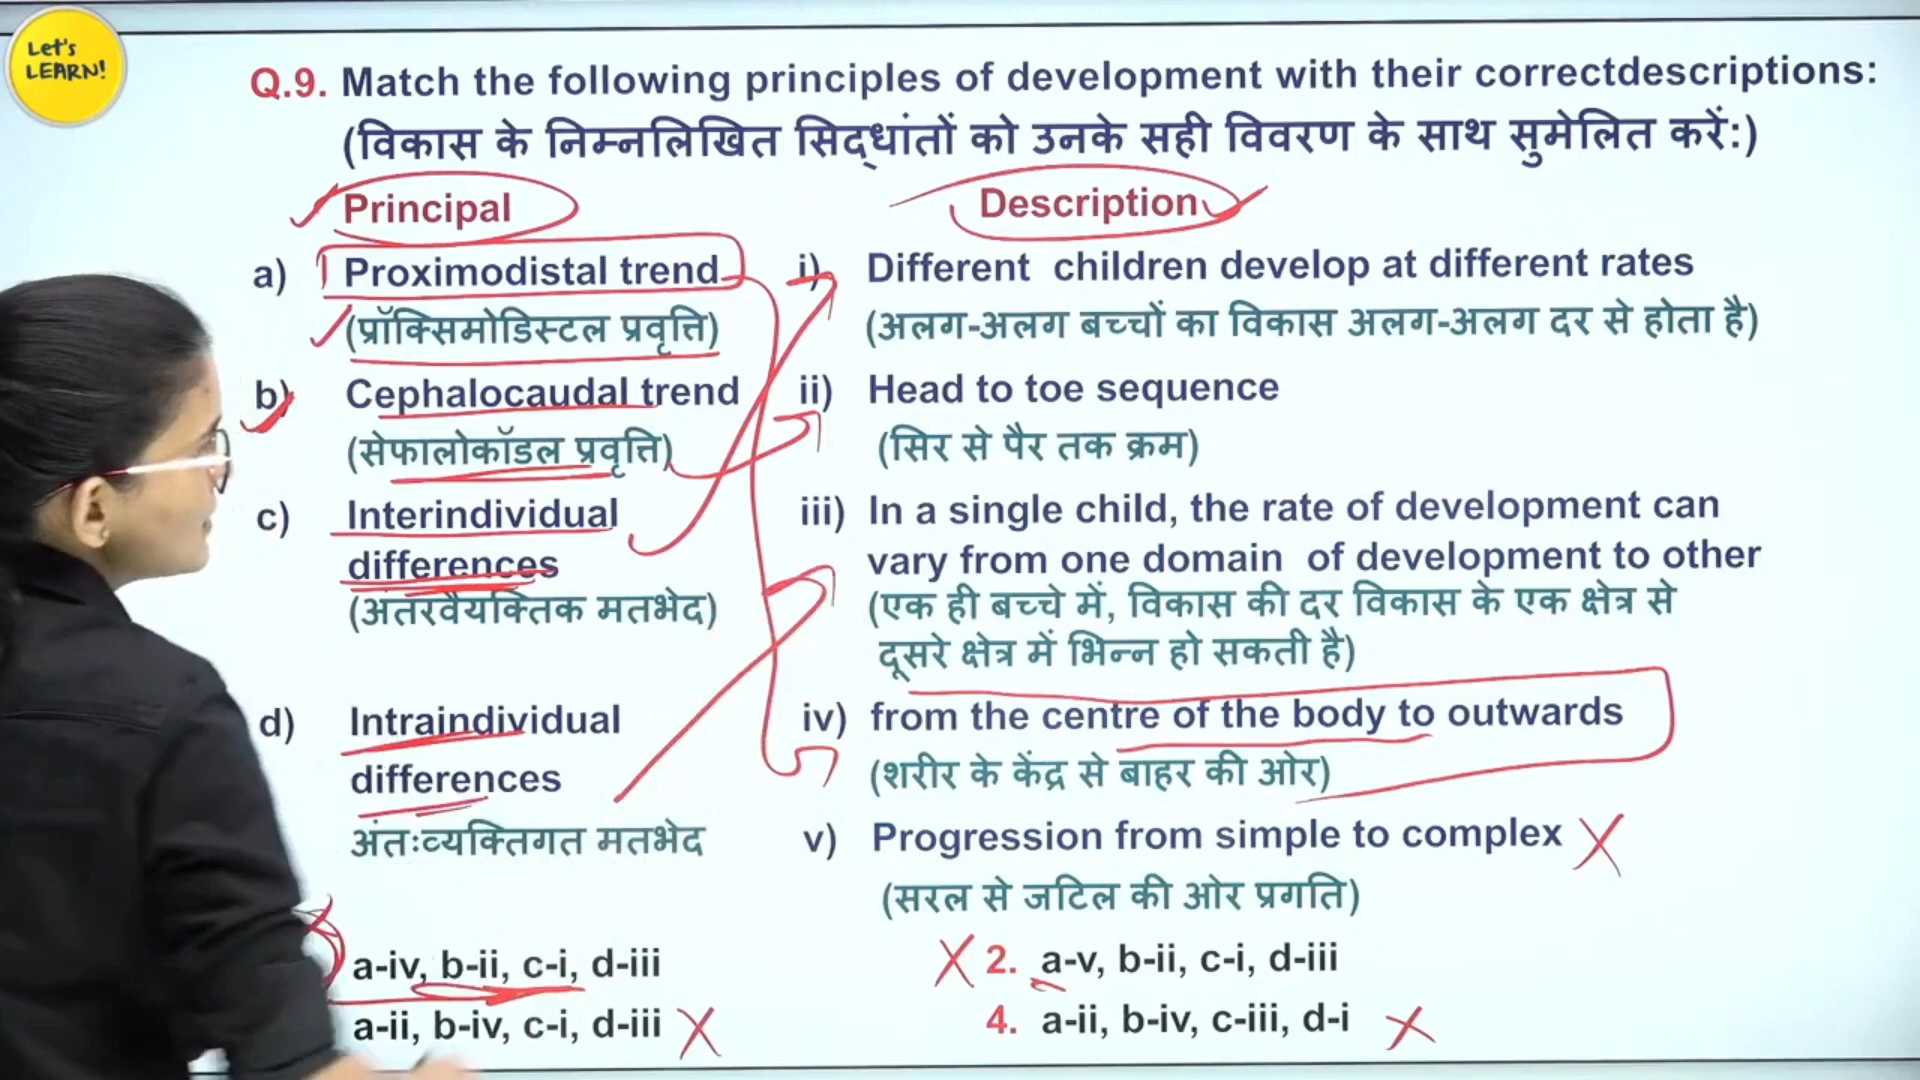 Let's
LEARN!
Q.9. Match the following principles of development with their correctdescriptions:
(विकास के निम्नलिखित सिद्धांतों को उनके सही विवरण के साथ सुमेलित करें:)
Principal
Description
a) Proximodistal trend
(प्रॉक्सिमोडिस्टल प्रवृत्ति)
i) Different children develop at different rates
(अलग-अलग बच्चों का विकास अलग-अलग दर से होता है)
b) Cephalocaudal trend
(सेफालोकॉडल प्रवृत्ति)
ii) Head to toe sequence
(सिर से पैर तक क्रम)
c) Interindividual
differences
(अंतरवैयक्तिक मतभेद)
iii) In a single child, the rate of development can
vary from one domain of development to other
(एक ही बच्चे में, विकास की दर विकास के एक क्षेत्र से
दूसरे क्षेत्र में भिन्न हो सकती है)
d) Intraindividual
differences
अंतःव्यक्तिगत मतभेद
iv) from the centre of the body to outwards
(शरीर के केंद्र से बाहर की ओर)
v) Progression from simple to complex
(सरल से जटिल की ओर प्रगति)
a-iv, b-ii, c-i, d-iii
2. a-v, b-ii, c-i, d-iii
a-ii, b-iv, c-i, d-iii
4. a-ii, b-iv, c-iii, d-i